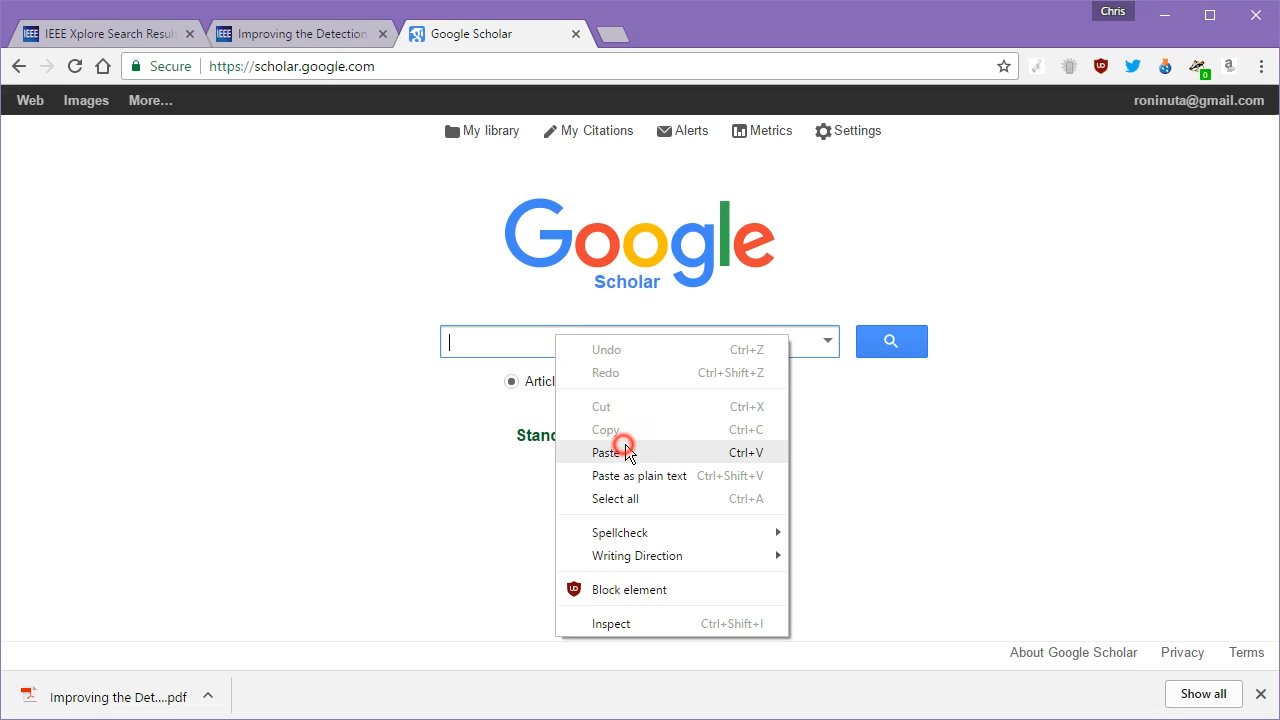 Chris
IEEE Xplore Search Resul
Improving the Detection
Google Scholar
Secure https://scholar.google.com
0
Web Images More… roninuta@gmail.com
My library My Citations Alerts Metrics Settings
Google
Scholar
Articl
Stanc
Undo Ctrl+Z
Redo Ctrl+Shift+Z
Cut Ctrl+X
Copy Ctrl+C
Paste Ctrl+V
Paste as plain text Ctrl+Shift+V
Select all Ctrl+A
Spellcheck
Writing Direction
Block element
Inspect Ctrl+Shift+I
About Google Scholar Privacy Terms
Improving the Det....pdf Show all